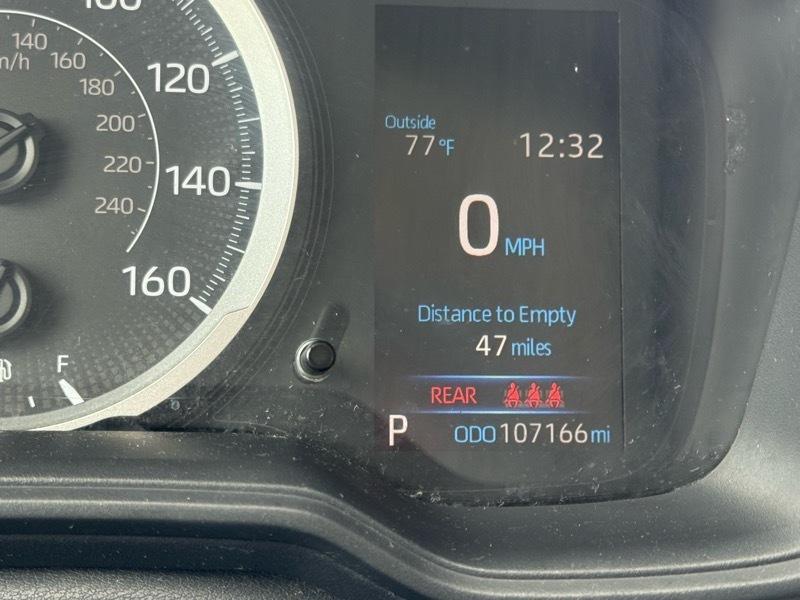 140
160
180
200
220
240
120
140
160
F
Outside
77°F
12:32
0 MPH
Distance to Empty
47 miles
REAR
P
ODO 107166 mi